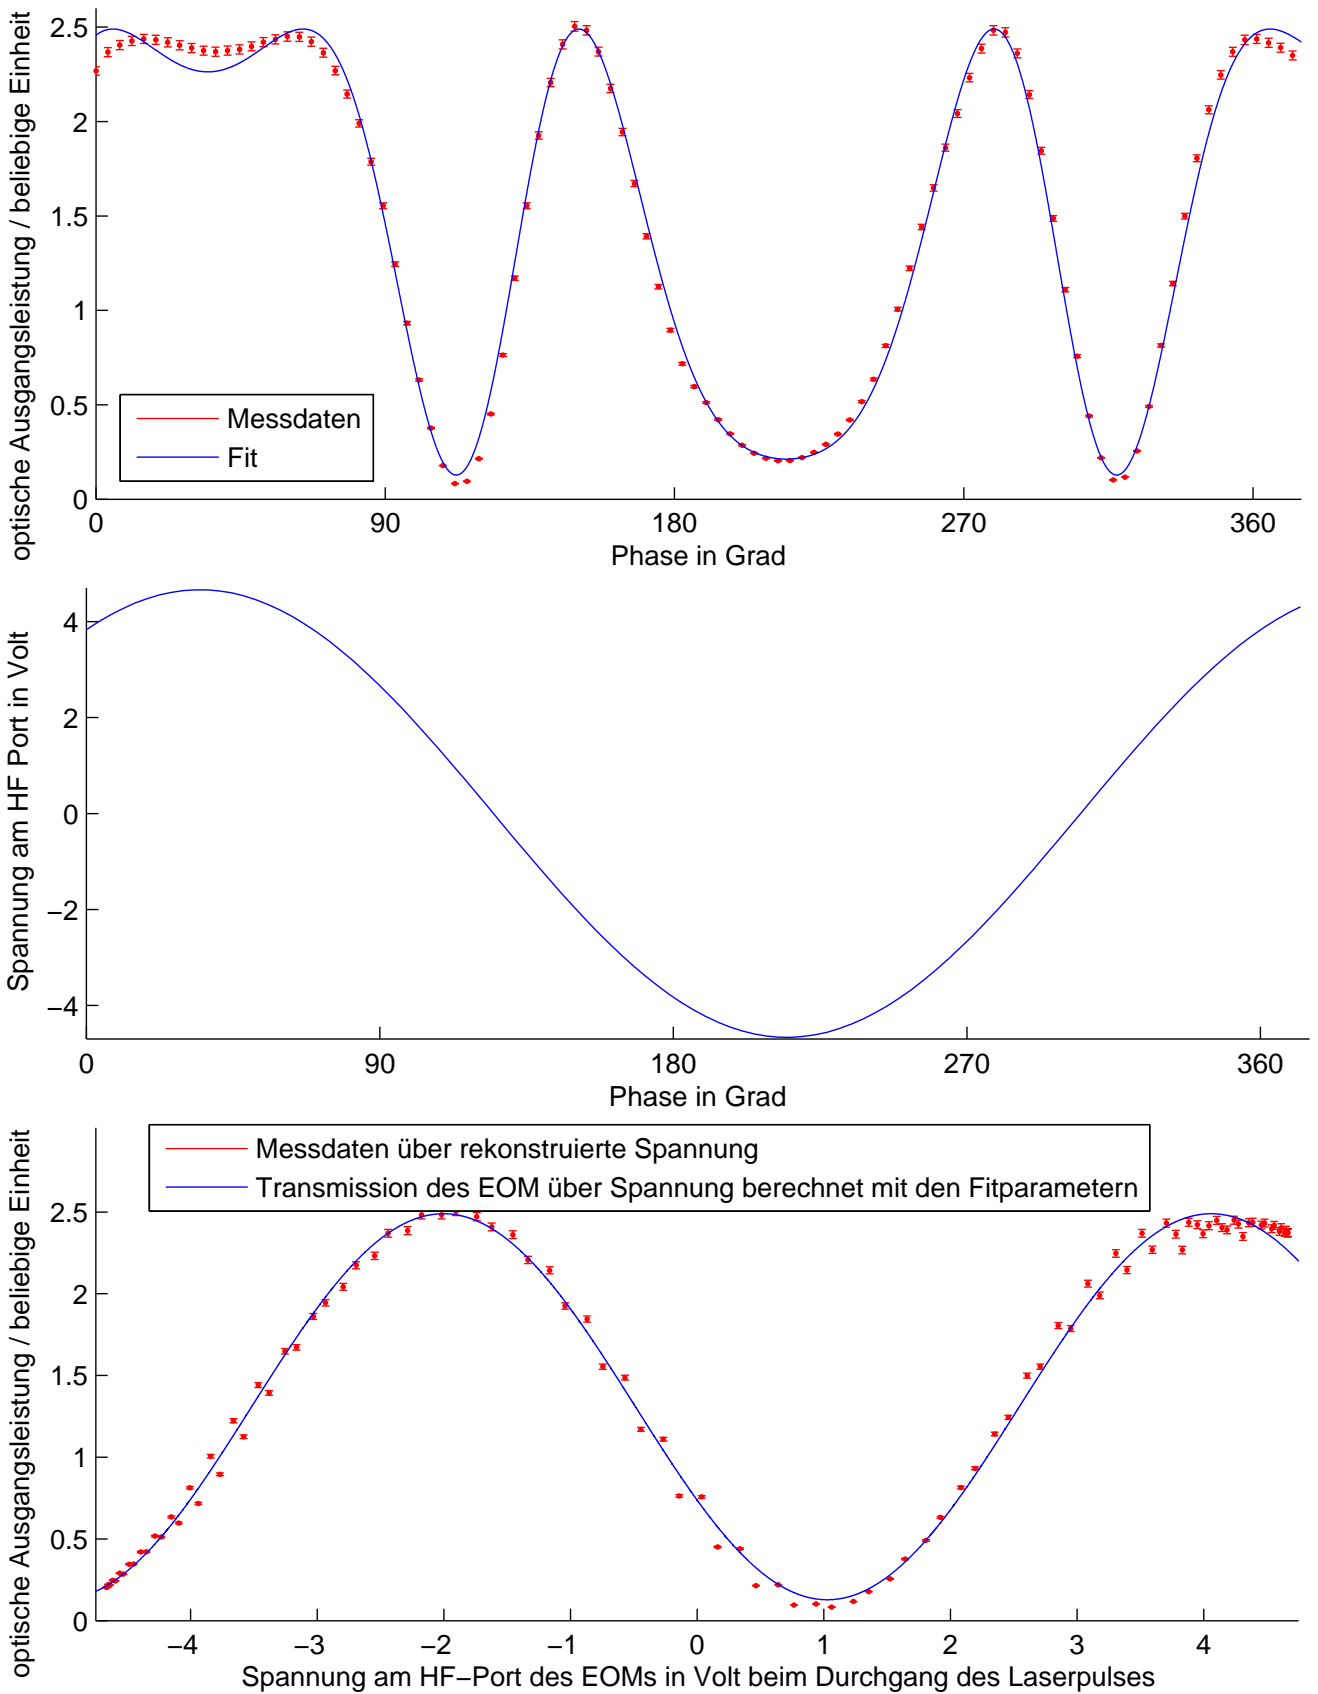 optische Ausgangsleistung / beliebige Einheit
2.5
2
1.5
1
0.5
0
Messdaten
Fit
0 90 180 270 360
Phase in Grad
Spannung am HF Port in Volt
4
2
0
−2
−4
0 90 180 270 360
Phase in Grad
optische Ausgangsleistung / beliebige Einheit
Messdaten über rekonstruierte Spannung
Transmission des EOM über Spannung berechnet mit den Fitparametern
2.5
2
1.5
1
0.5
0
−4 −3 −2 −1 0 1 2 3 4
Spannung am HF−Port des EOMs in Volt beim Durchgang des Laserpulses